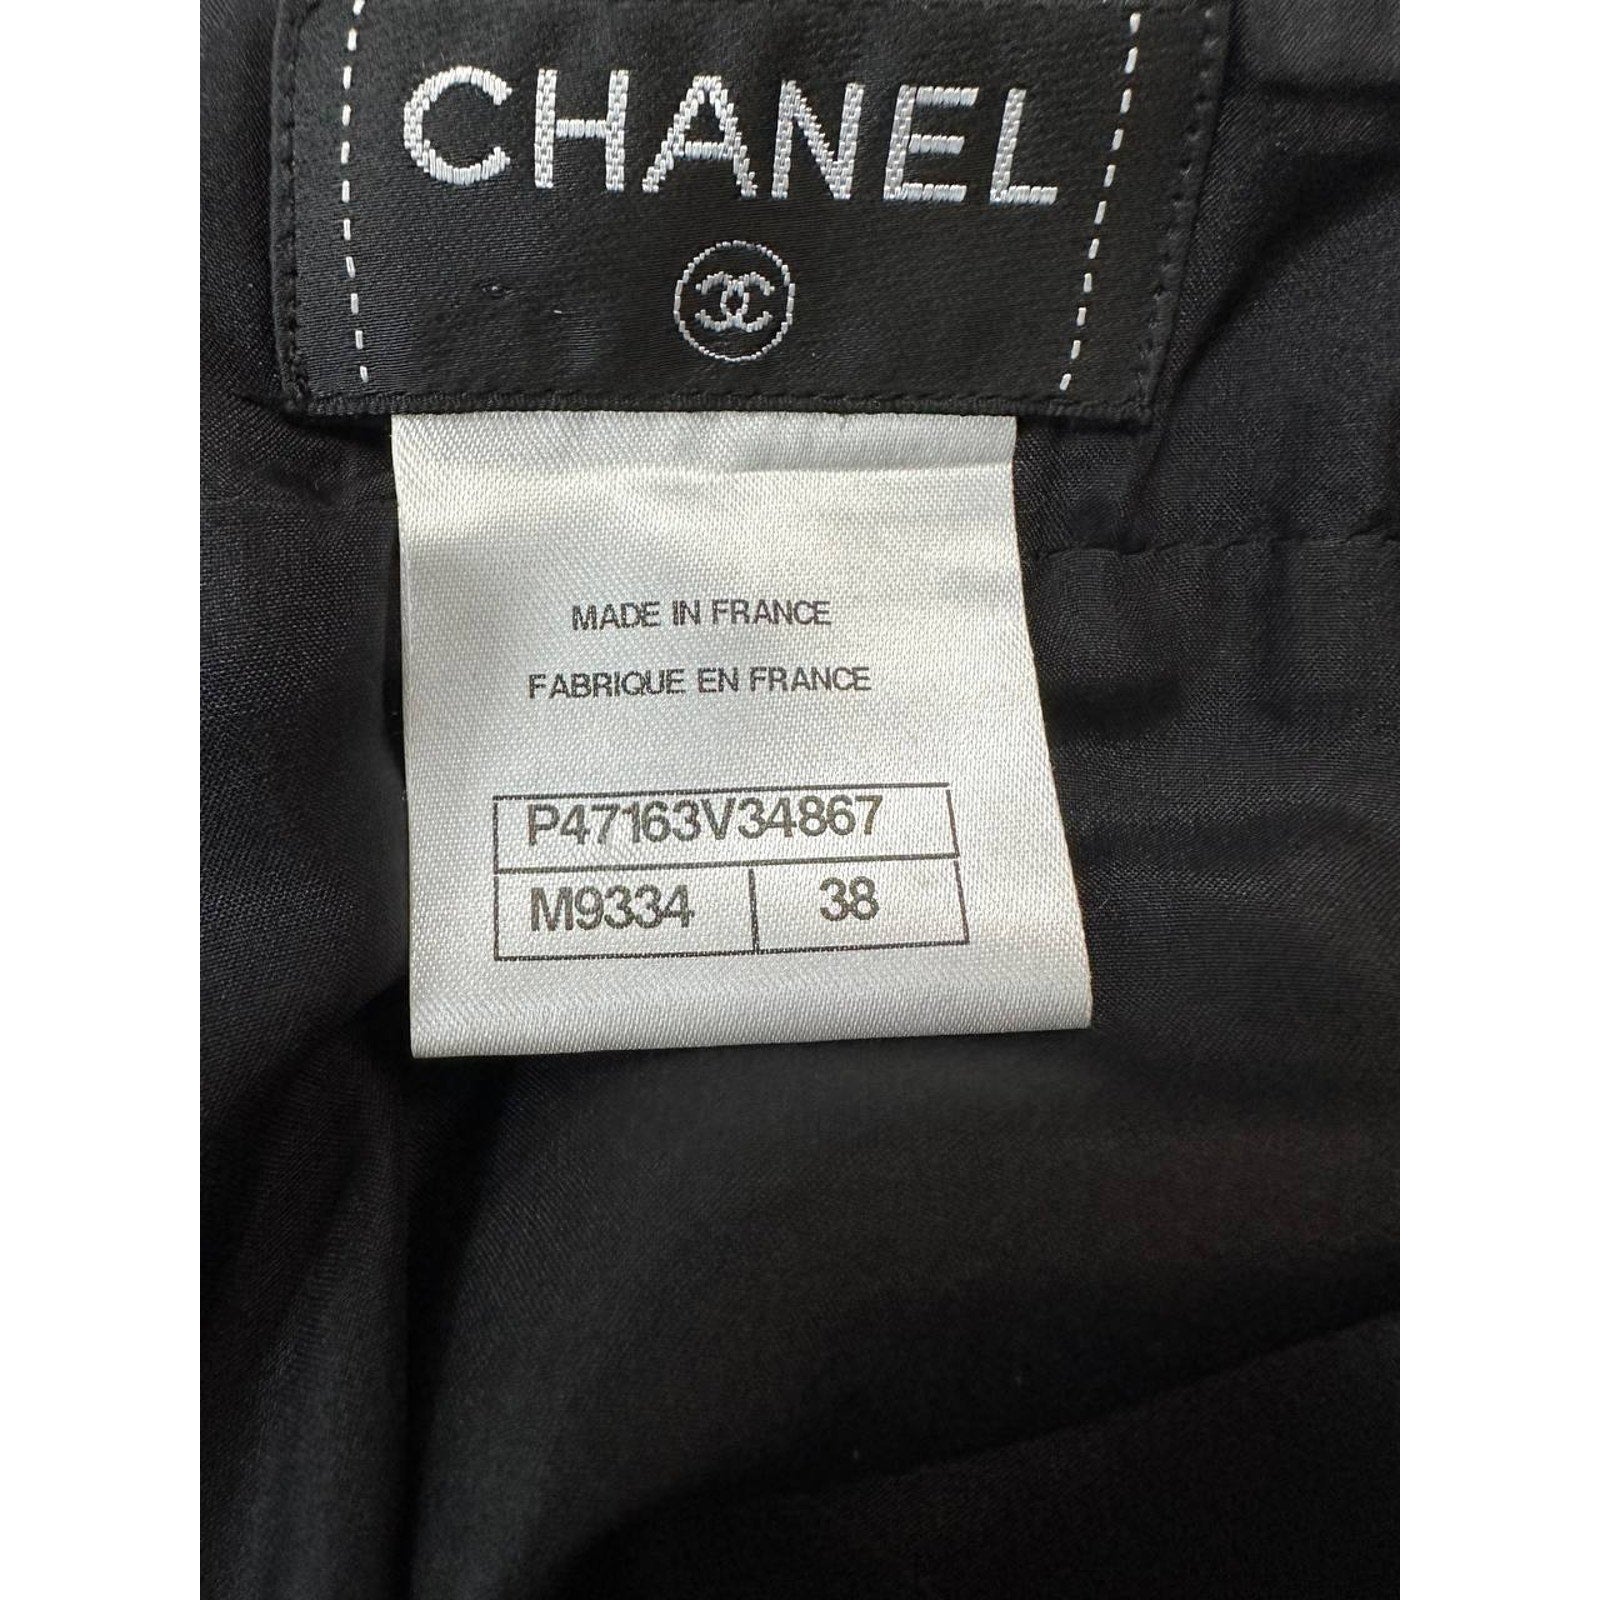 CHANEL
MADE IN FRANCE
FABRIQUE EN FRANCE
P47163V34867
M9334 38